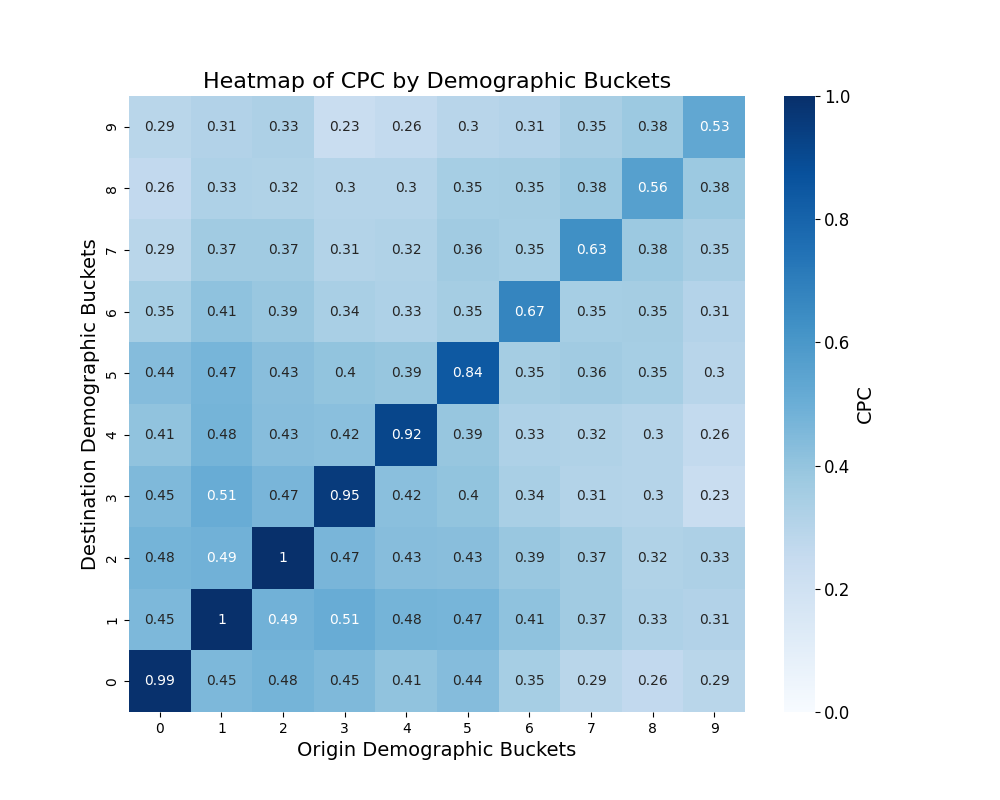 Heatmap of CPC by Demographic Buckets
9 0.29 0.31 0.33 0.23 0.26 0.3 0.31 0.35 0.38 0.53
8 0.26 0.33 0.32 0.3 0.3 0.35 0.35 0.38 0.56 0.38
7 0.29 0.37 0.37 0.31 0.32 0.36 0.35 0.63 0.38 0.35
6 0.35 0.41 0.39 0.34 0.33 0.35 0.67 0.35 0.35 0.31
5 0.44 0.47 0.43 0.4 0.39 0.84 0.35 0.36 0.35 0.3
4 0.41 0.48 0.43 0.42 0.92 0.39 0.33 0.32 0.3 0.26
3 0.45 0.51 0.47 0.95 0.42 0.4 0.34 0.31 0.3 0.23
2 0.48 0.49 1 0.47 0.43 0.43 0.39 0.37 0.32 0.33
1 0.45 1 0.49 0.51 0.48 0.47 0.41 0.37 0.33 0.31
0 0.99 0.45 0.48 0.45 0.41 0.44 0.35 0.29 0.26 0.29
0 1 2 3 4 5 6 7 8 9
Origin Demographic Buckets
Destination Demographic Buckets
1.0
0.8
0.6
0.4
0.2
0.0
CPC